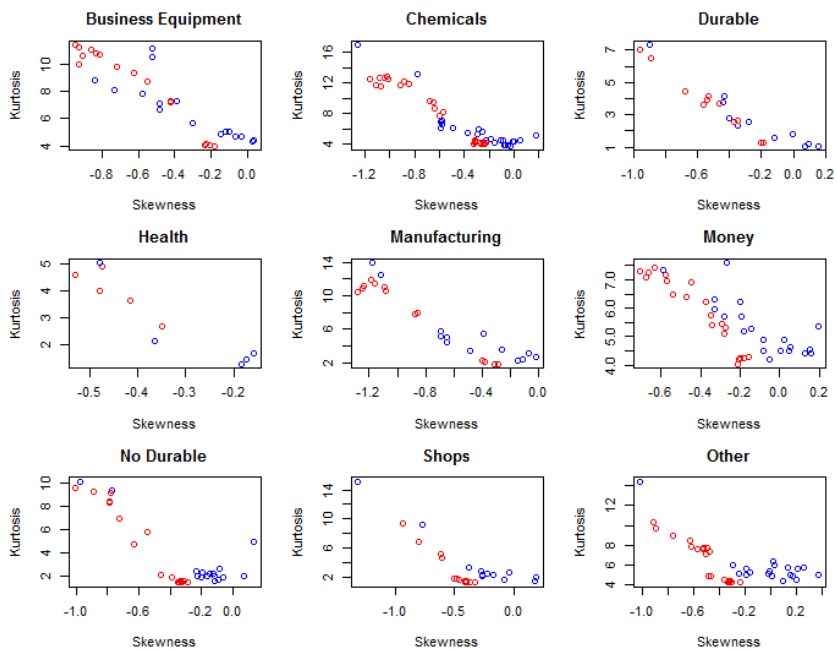 Business Equipment
Kurtosis
4 6 8 10
-0.8 -0.6 -0.4 -0.2 0.0
Skewness
Chemicals
Kurtosis
4 8 12 16
-1.2 -0.8 -0.4 0.0
Skewness
Durable
Kurtosis
1 3 5 7
-1.0 -0.6 -0.2 0.2
Skewness
Health
Kurtosis
2 3 4 5
-0.5 -0.4 -0.3 -0.2
Skewness
Manufacturing
Kurtosis
2 6 10 14
-1.2 -0.8 -0.4 0.0
Skewness
Money
Kurtosis
4.0 5.0 6.0 7.0
-0.6 -0.4 -0.2 0.0 0.2
Skewness
No Durable
Kurtosis
2 4 6 8 10
-1.0 -0.6 -0.2 0.2
Skewness
Shops
Kurtosis
2 6 10 14
-1.0 -0.5 0.0
Skewness
Other
Kurtosis
4 6 8 12
-1.0 -0.6 -0.2 0.2
Skewness